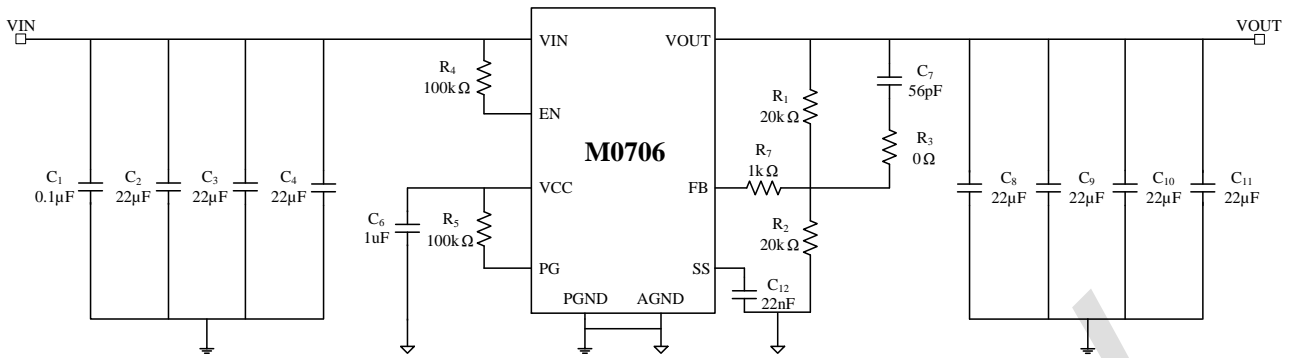 VIN
VOUT
VIN
VOUT
R4
100kΩ
EN
C7
56pF
R1
20kΩ
R3
0Ω
M0706
R7
1kΩ
C1
0.1μF
C2
22μF
C3
22μF
C4
22μF
VCC
FB
C6
1uF
R5
100kΩ
R2
20kΩ
C8
22μF
C9
22μF
C10
22μF
C11
22μF
PG
SS
C12
22nF
PGND
AGND